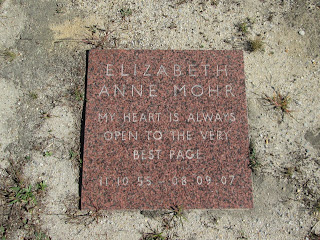 ELIZABETH
ANNE MOHR
MY HEART IS ALWAYS
OPEN TO THE VERY
BEST PAGE
11.10.55 - 08.09.07